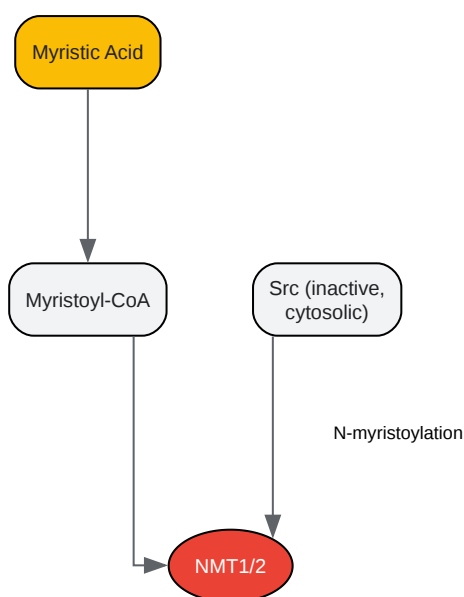 Myristic Acid
Myristoyl-CoA
Src (inactive,
cytosolic)
N-myristoylation
NMT1/2